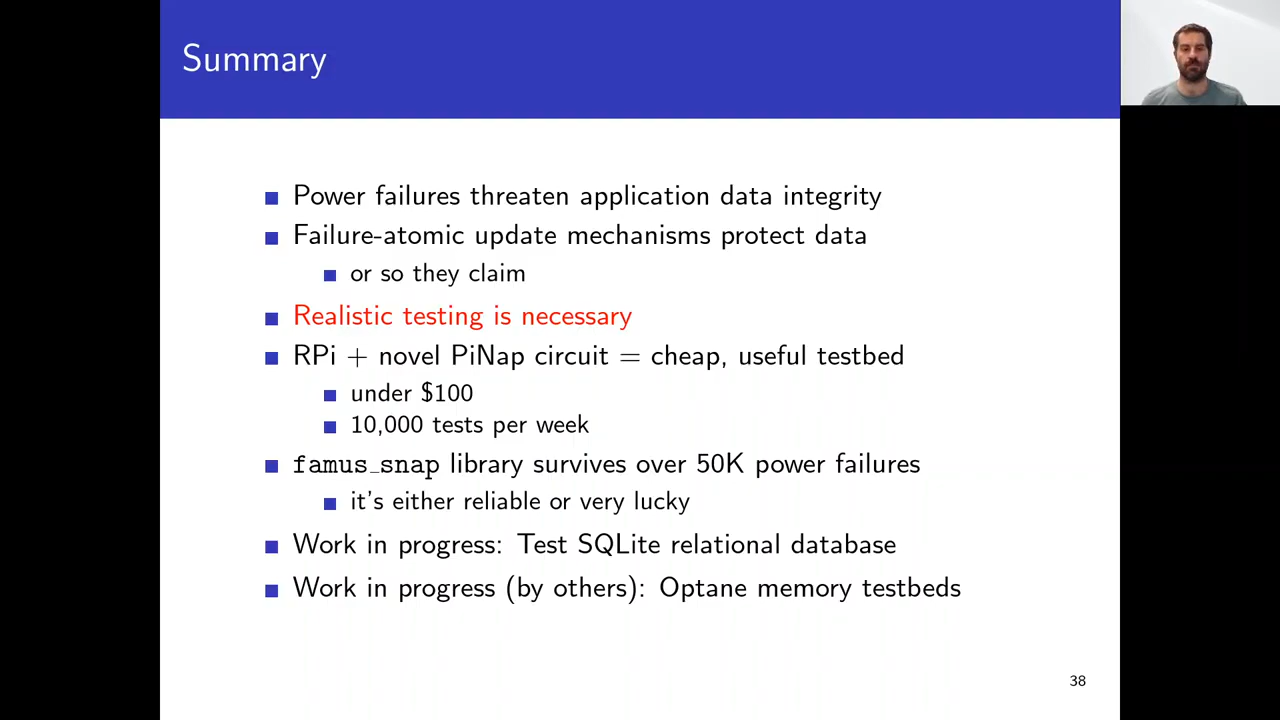 Summary
Power failures threaten application data integrity
Failure-atomic update mechanisms protect data
or so they claim
Realistic testing is necessary
RPi + novel PiNap circuit = cheap, useful testbed
under $100
10,000 tests per week
famus_snap library survives over 50K power failures
it's either reliable or very lucky
Work in progress: Test SQLite relational database
Work in progress (by others): Optane memory testbeds
38